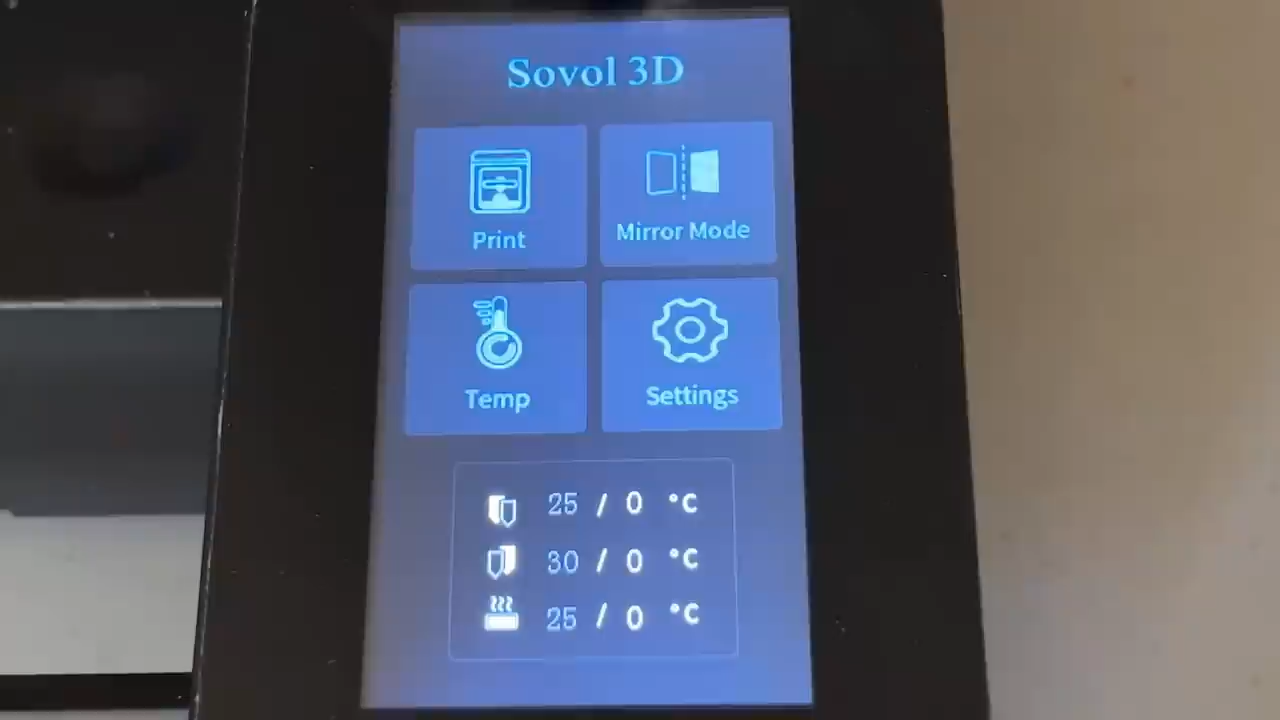 Sovol 3D
Print
Mirror Mode
Temp
Settings
25 / 0 °C
30 / 0 °C
25 / 0 °C